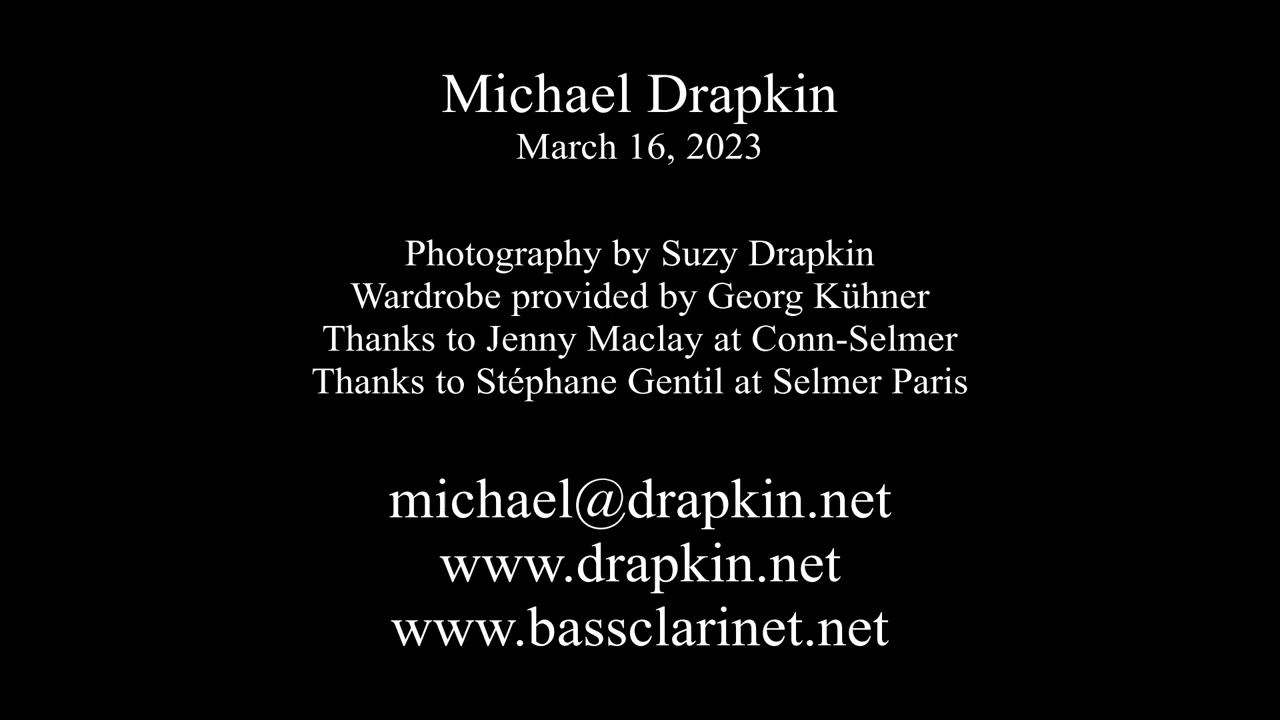 Michael Drapkin
March 16, 2023
Photography by Suzy Drapkin
Wardrobe provided by Georg Kühner
Thanks to Jenny Maclay at Conn-Selmer
Thanks to Stéphane Gentil at Selmer Paris
michael@drapkin.net
www.drapkin.net
www.bassclarinet.net